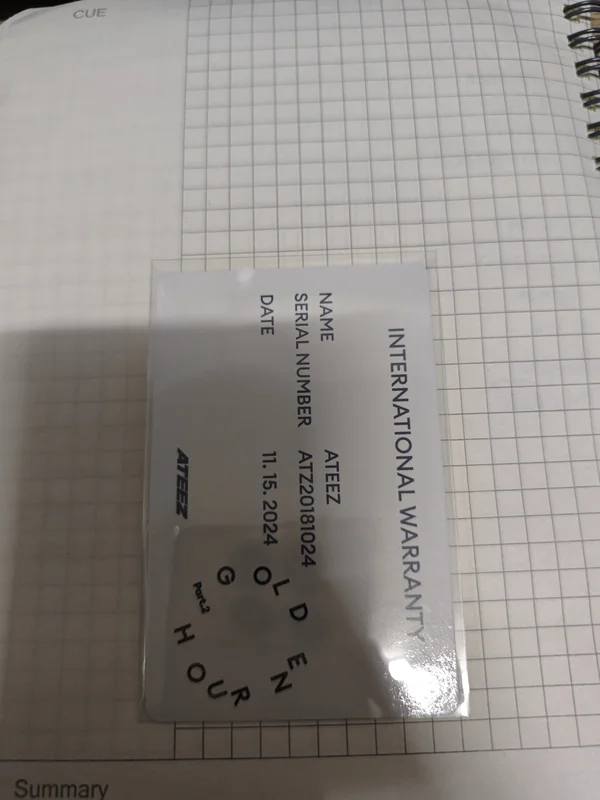 CUE
INTERNATIONAL WARRANTY
NAME ATEEZ
SERIAL NUMBER ATZ20181024
DATE 11. 15. 2024
ATEEZ
GOLDEN
HOUR
Part.2
Summary